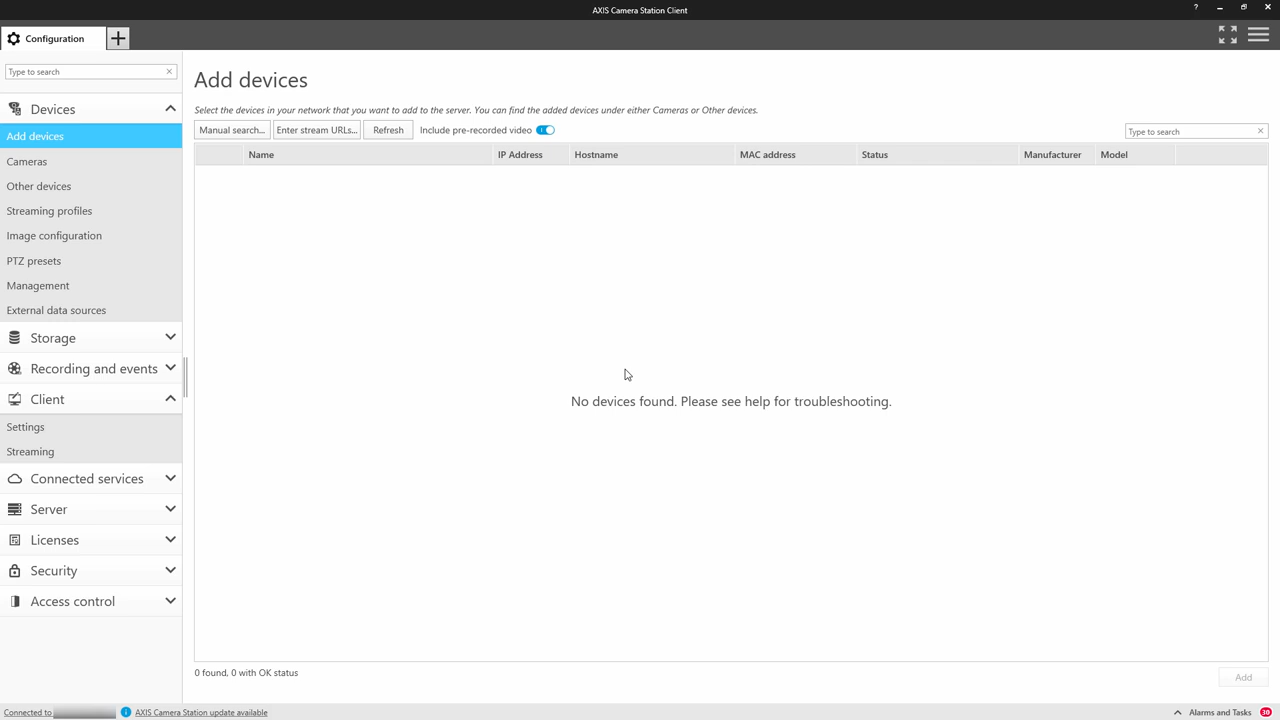 AXIS Camera Station Client
?
Configuration
Type to search
Devices
Add devices
Cameras
Other devices
Streaming profiles
Image configuration
PTZ presets
Management
External data sources
Storage
Recording and events
Client
Settings
Streaming
Connected services
Server
Licenses
Security
Access control
Add devices
Select the devices in your network that you want to add to the server. You can find the added devices under either Cameras or Other devices.
Manual search... Enter stream URLs... Refresh Include pre-recorded video Type to search
Name IP Address Hostname MAC address Status Manufacturer Model
No devices found. Please see help for troubleshooting.
0 found, 0 with OK status
Add
Connected to AXIS Camera Station update available Alarms and Tasks 30